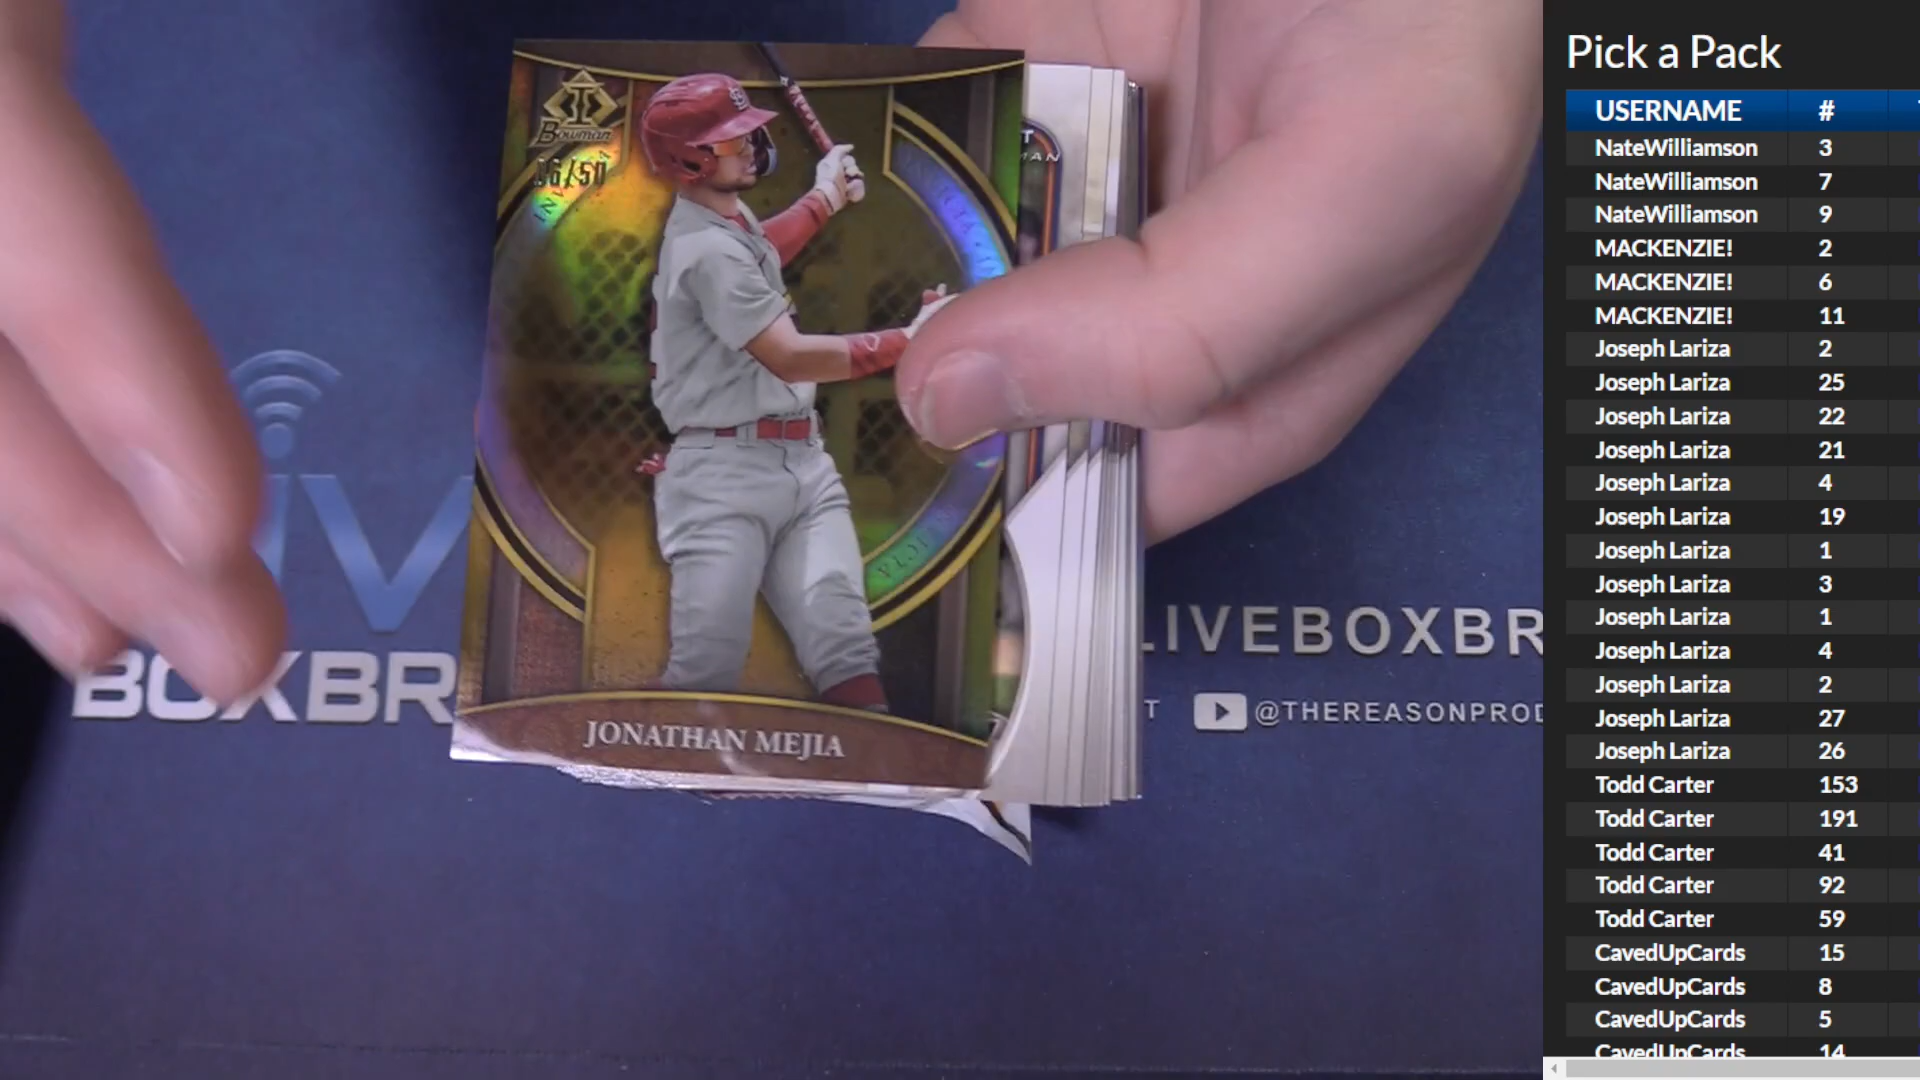 Bowman
/50
JONATHAN MEJIA
BOXBR
LIVEBOXBR
@THEREASONPROD
Pick a Pack
USERNAME #
NateWilliamson 3
NateWilliamson 7
NateWilliamson 9
MACKENZIE! 2
MACKENZIE! 6
MACKENZIE! 11
Joseph Lariza 2
Joseph Lariza 25
Joseph Lariza 22
Joseph Lariza 21
Joseph Lariza 4
Joseph Lariza 19
Joseph Lariza 1
Joseph Lariza 3
Joseph Lariza 1
Joseph Lariza 4
Joseph Lariza 2
Joseph Lariza 27
Joseph Lariza 26
Todd Carter 153
Todd Carter 191
Todd Carter 41
Todd Carter 92
Todd Carter 59
CavedUpCards 15
CavedUpCards 8
CavedUpCards 5
CavedUpCards 14